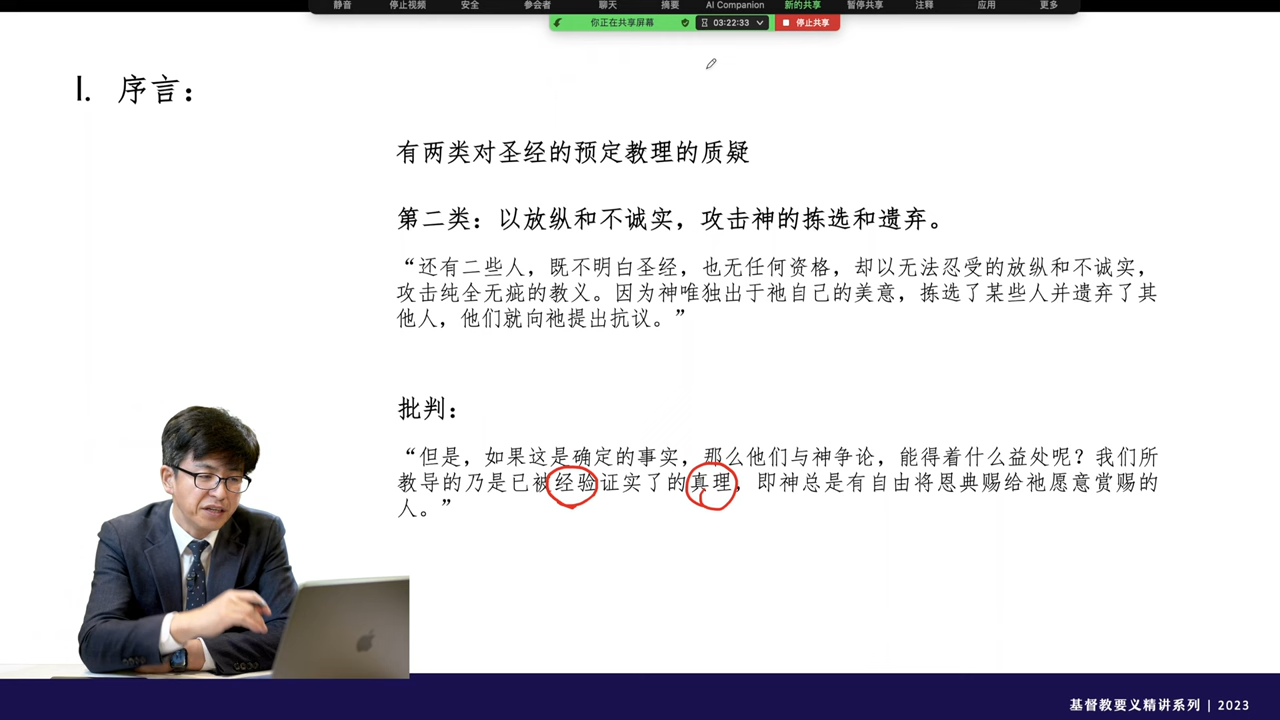 静音 停止视频 安全 参会者 聊天 摘要 AI Companion 新的共享 暂停共享 注释 应用 更多
你正在共享屏幕 03:22:33 停止共享
I. 序言：
有两类对圣经的预定教理的质疑
第二类：以放纵和不诚实，攻击神的拣选和遗弃。
“还有二些人，既不明白圣经，也无任何资格，却以无法忍受的放纵和不诚实，
攻击纯全无疵的教义。因为神唯独出于祂自己的美意，拣选了某些人并遗弃了其
他人，他们就向祂提出抗议。”
批判：
“但是，如果这是确定的事实，那么他们与神争论，能得着什么益处呢？我们所
教导的乃是已被经验证实了的真理，即神总是有自由将恩典赐给祂愿意赏赐的
人。”
基督教要义精讲系列 | 2023